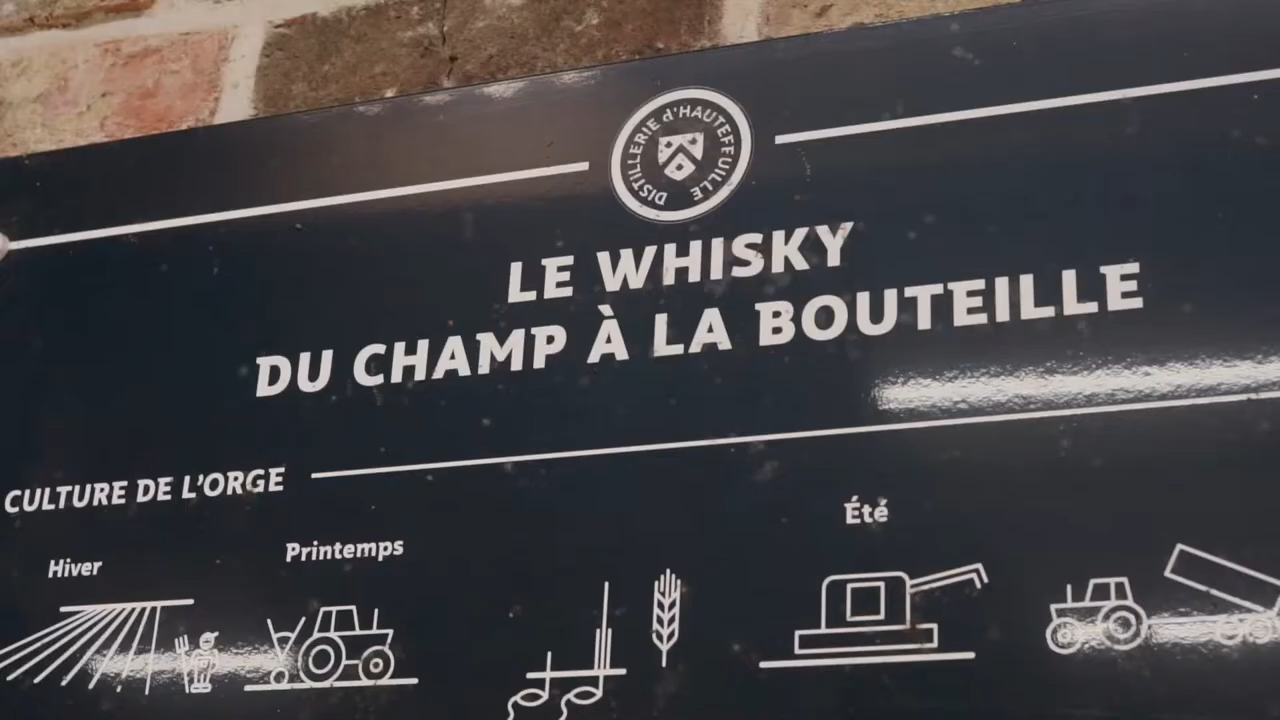 DISTILLERIE d'HAUTEFEUILLE
LE WHISKY
DU CHAMP À LA BOUTEILLE
CULTURE DE L'ORGE
Hiver
Printemps
Été